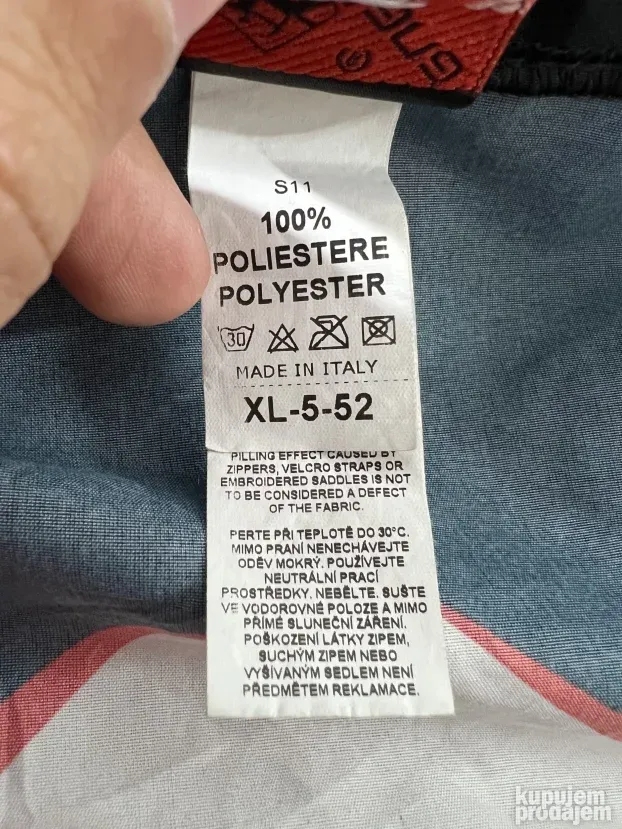 S11
100%
POLIESTERE
POLYESTER
30
MADE IN ITALY
XL-5-52
PILLING EFFECT CAUSED BY
ZIPPERS, VELCRO STRAPS OR
EMBROIDERED SADDLES IS NOT
TO BE CONSIDERED A DEFECT
OF THE FABRIC.
PERTE PŘI TEPLOTĚ DO 30°C.
MIMO PRANÍ NENECHÁVEJTE
ODĚV MOKRÝ. POUŽÍVEJTE
NEUTRÁLNÍ PRACÍ
PROSTŘEDKY. NEBĚLTE. SUŠTE
VE VODOROVNÉ POLOZE A MIMO
PŘÍMÉ SLUNEČNÍ ZÁŘENÍ.
POŠKOZENÍ LÁTKY ZIPEM,
SUCHÝM ZIPEM NEBO
VYŠÍVANÝM SEDLEM NENÍ
PŘEDMĚTEM REKLAMACE.
kupujem
prodajem